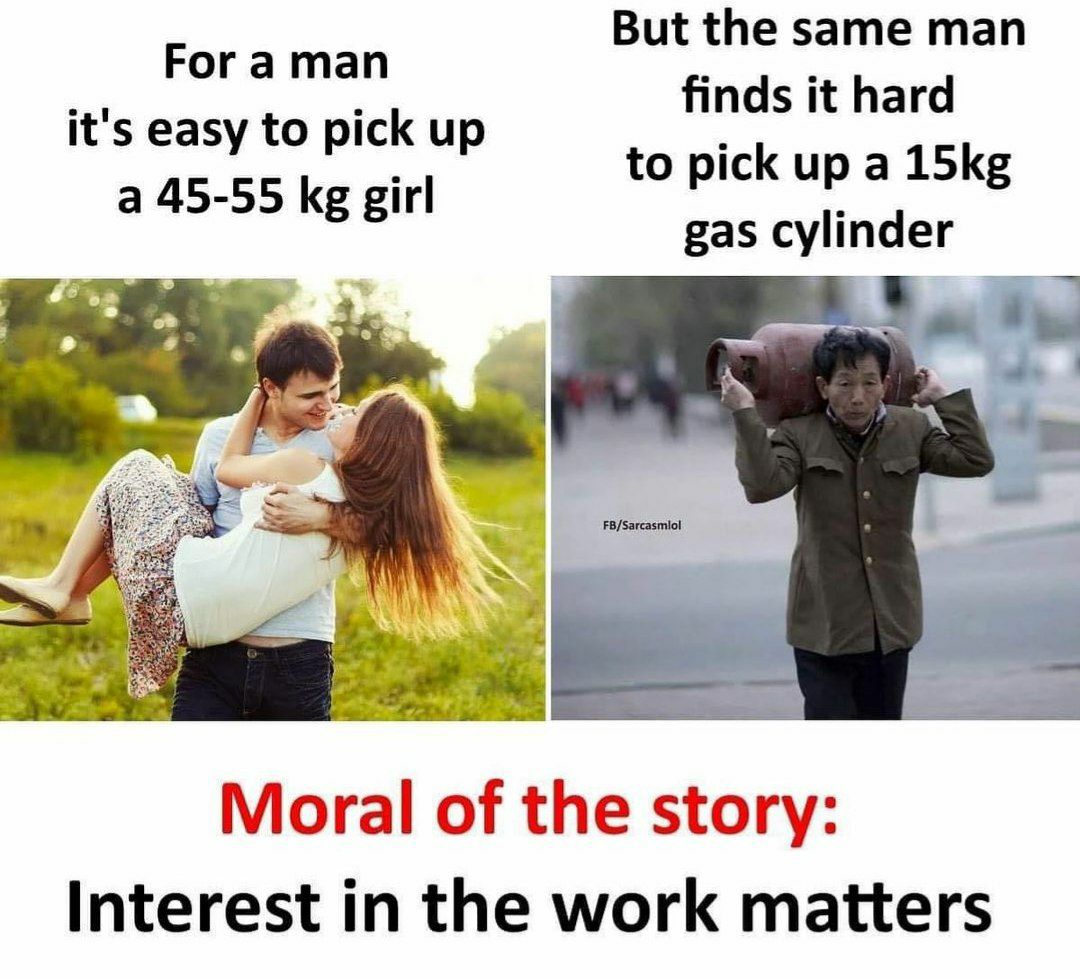 For a man
it's easy to pick up
a 45-55 kg girl
But the same man
finds it hard
to pick up a 15kg
gas cylinder
FB/Sarcasmlol
Moral of the story:
Interest in the work matters